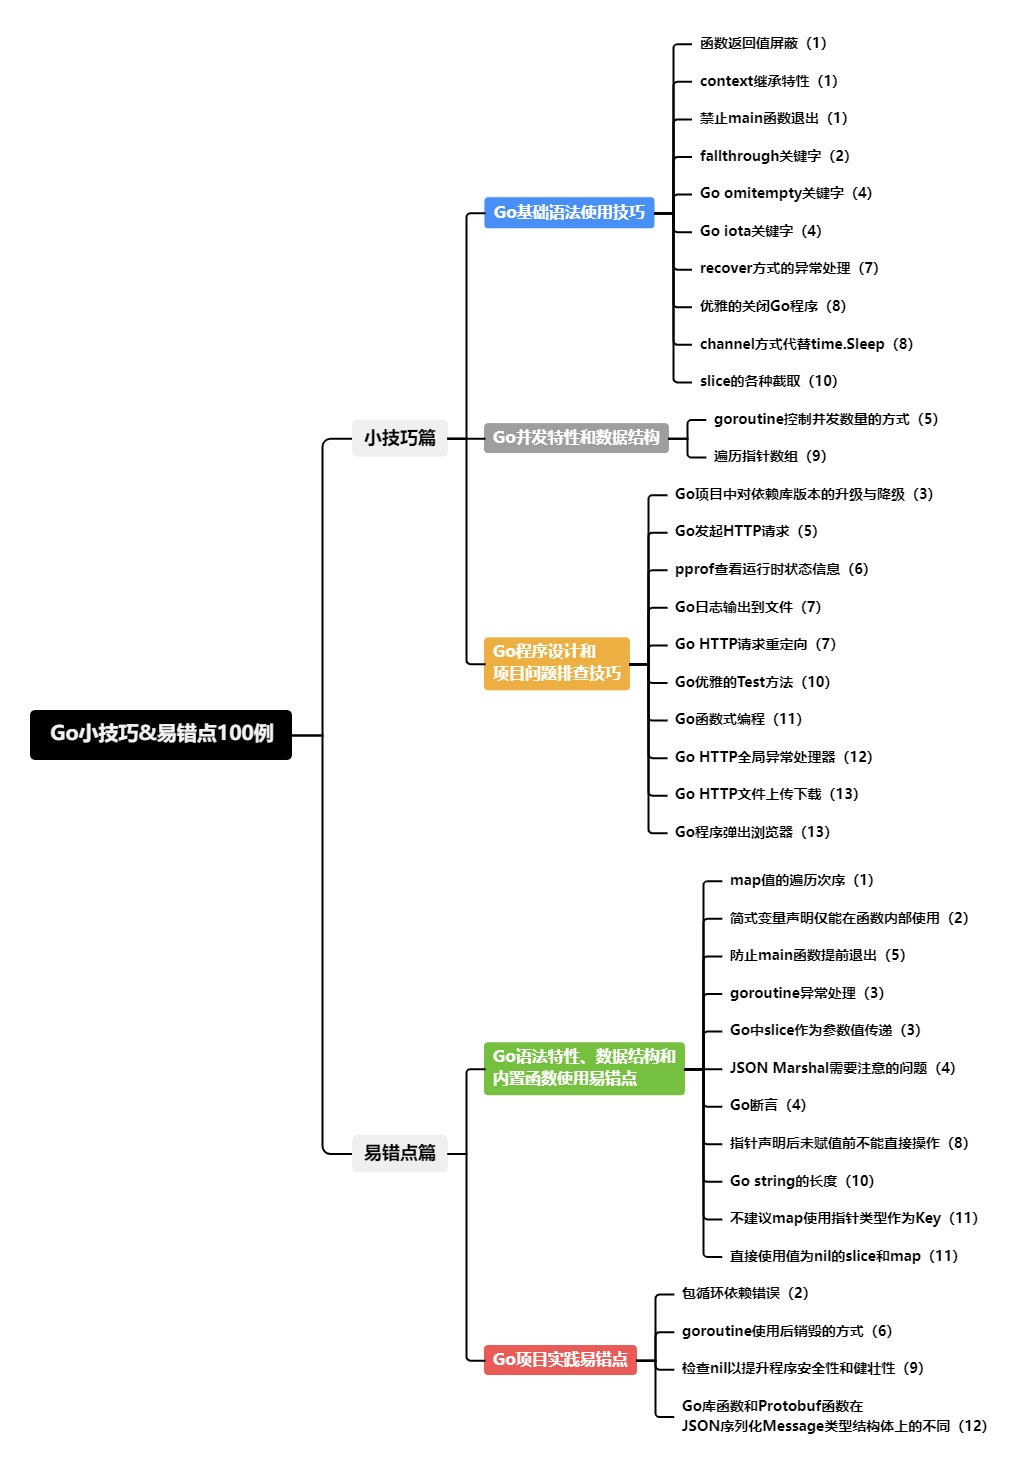 Go小技巧&易错点100例
小技巧篇
Go基础语法使用技巧
函数返回值屏蔽（1）
context继承特性（1）
禁止main函数退出（1）
fallthrough关键字（2）
Go omitempty关键字（4）
Go iota关键字（4）
recover方式的异常处理（7）
优雅的关闭Go程序（8）
channel方式代替time.Sleep（8）
slice的各种截取（10）
Go并发特性和数据结构
goroutine控制并发数量的方式（5）
遍历指针数组（9）
Go程序设计和
项目问题排查技巧
Go项目中对依赖库版本的升级与降级（3）
Go发起HTTP请求（5）
pprof查看运行时状态信息（6）
Go日志输出到文件（7）
Go HTTP请求重定向（7）
Go优雅的Test方法（10）
Go函数式编程（11）
Go HTTP全局异常处理器（12）
Go HTTP文件上传下载（13）
Go程序弹出浏览器（13）
易错点篇
Go语法特性、数据结构和
内置函数使用易错点
map值的遍历次序（1）
简式变量声明仅能在函数内部使用（2）
防止main函数提前退出（5）
goroutine异常处理（3）
Go中slice作为参数值传递（3）
JSON Marshal需要注意的问题（4）
Go断言（4）
指针声明后未赋值前不能直接操作（8）
Go string的长度（10）
不建议map使用指针类型作为Key（11）
直接使用值为nil的slice和map（11）
Go项目实践易错点
包循环依赖错误（2）
goroutine使用后销毁的方式（6）
检查nil以提升程序安全性和健壮性（9）
Go库函数和Protobuf函数在
JSON序列化Message类型结构体上的不同（12）